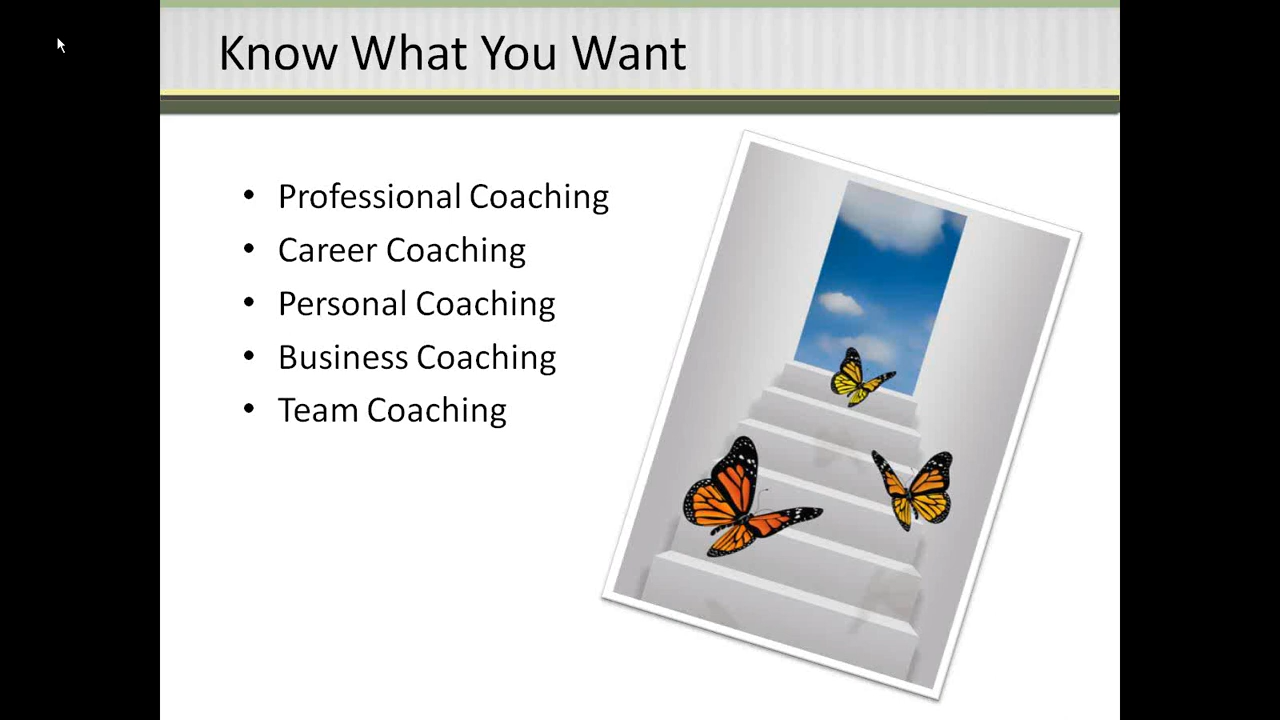 Know What You Want
• Professional Coaching
• Career Coaching
• Personal Coaching
• Business Coaching
• Team Coaching